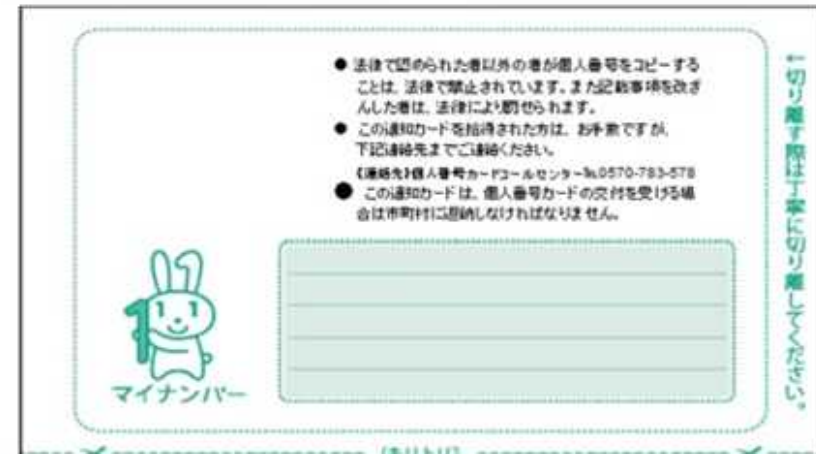 ● 法律で認められた者以外の者が個人番号をコピーする
ことは、法律で禁止されています。また記載事項を改ざ
んした者は、法律により罰せられます。
● この通知カードを拾得された方は、お手数ですが、
下記連絡先までご連絡ください。
《連絡先》個人番号カードコールセンター℡0570-783-578
● この通知カードは、個人番号カードの交付を受ける場
合は市町村に返納しなければなりません。
マイナンバー
切り離す際は丁寧に切り離してください。